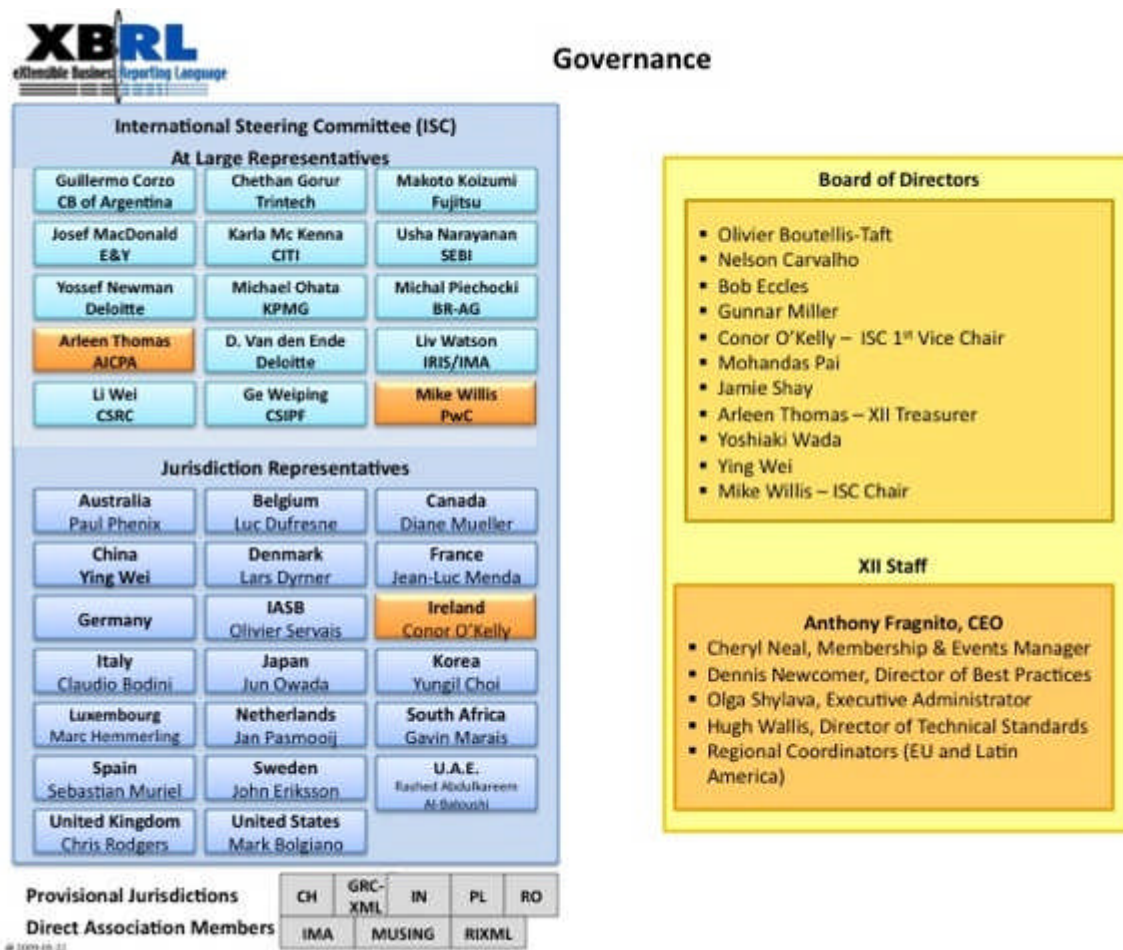 XBRL
eXtensible Business Reporting Language
Governance
International Steering Committee (ISC)
At Large Representatives
Guillermo Corzo
CB of Argentina
Chethan Gorur
Trintech
Makoto Koizumi
Fujitsu
Josef MacDonald
E&Y
Karla Mc Kenna
CITI
Usha Narayanan
SEBI
Yossef Newman
Deloitte
Michael Ohata
KPMG
Michal Piechocki
BR-AG
Arleen Thomas
AICPA
D. Van den Ende
Deloitte
Liv Watson
IRIS/IMA
Li Wei
CSRC
Ge Weiping
CSIPF
Mike Willis
PwC
Jurisdiction Representatives
Australia
Paul Phenix
Belgium
Luc Dufresne
Canada
Diane Mueller
China
Ying Wei
Denmark
Lars Dyrner
France
Jean-Luc Menda
Germany
IASB
Olivier Servais
Ireland
Conor O'Kelly
Italy
Claudio Bodini
Japan
Jun Owada
Korea
Yungil Choi
Luxembourg
Marc Hemmerling
Netherlands
Jan Pasmooij
South Africa
Gavin Marais
Spain
Sebastian Muriel
Sweden
John Eriksson
U.A.E.
Rashed Abdulkareem
Al-Baloushi
United Kingdom
Chris Rodgers
United States
Mark Bolgiano
Provisional Jurisdictions
CH
GRC-
XML
IN
PL
RO
Direct Association Members
IMA
MUSING
RIXML
Board of Directors
▪ Olivier Boutellis-Taft
▪ Nelson Carvalho
▪ Bob Eccles
▪ Gunnar Miller
▪ Conor O'Kelly – ISC 1st Vice Chair
▪ Mohandas Pai
▪ Jamie Shay
▪ Arleen Thomas – XII Treasurer
▪ Yoshiaki Wada
▪ Ying Wei
▪ Mike Willis – ISC Chair
XII Staff
Anthony Fragnito, CEO
▪ Cheryl Neal, Membership & Events Manager
▪ Dennis Newcomer, Director of Best Practices
▪ Olga Shylava, Executive Administrator
▪ Hugh Wallis, Director of Technical Standards
▪ Regional Coordinators (EU and Latin
America)